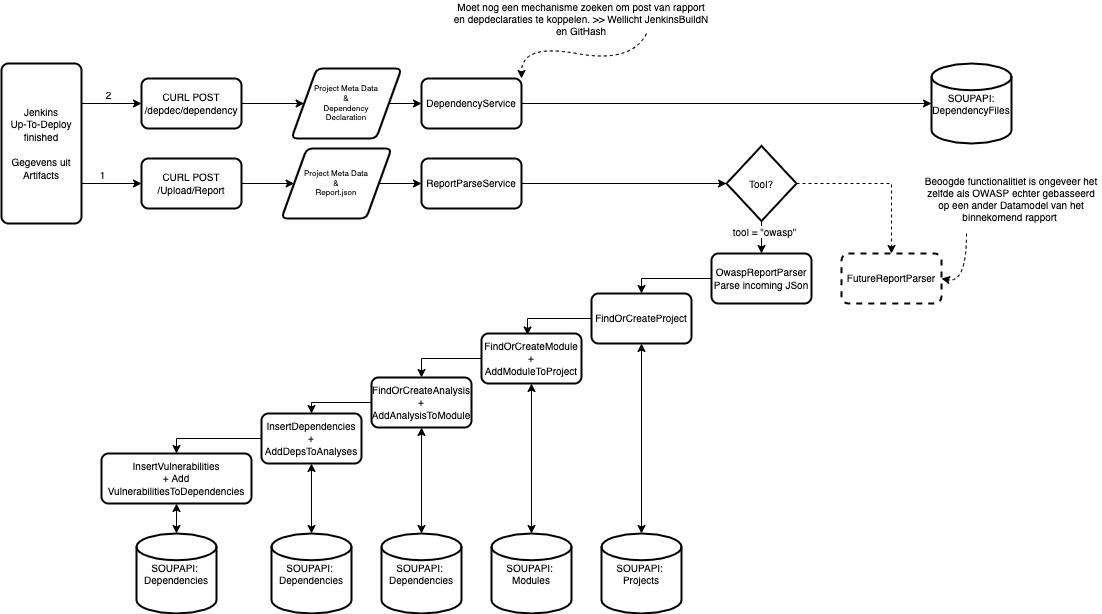 Moet nog een mechanisme zoeken om post van rapport
en depdeclaraties te koppelen. >> Wellicht JenkinsBuildN
en GitHash
Jenkins
Up-To-Deploy
finished
Gegevens uit
Artifacts
2
CURL POST
/depdec/dependency
Project Meta Data
&
Dependency
Declaration
DependencyService
SOUPAPI:
DependencyFiles
1
CURL POST
/Upload/Report
Project Meta Data
&
Report.json
ReportParseService
Tool?
Beoogde functionalitiet is ongeveer het
zelfde als OWASP echter gebasseerd
op een ander Datamodel van het
binnekomend rapport
tool = "owasp"
OwaspReportParser
Parse incoming JSon
FutureReportParser
FindOrCreateProject
FindOrCreateModule
+
AddModuleToProject
FindOrCreateAnalysis
+
AddAnalysisToModule
InsertDependencies
+
AddDepsToAnalyses
InsertVulnerabilities
+ Add
VulnerabilitiesToDependencies
SOUPAPI:
Dependencies
SOUPAPI:
Dependencies
SOUPAPI:
Dependencies
SOUPAPI:
Modules
SOUPAPI:
Projects